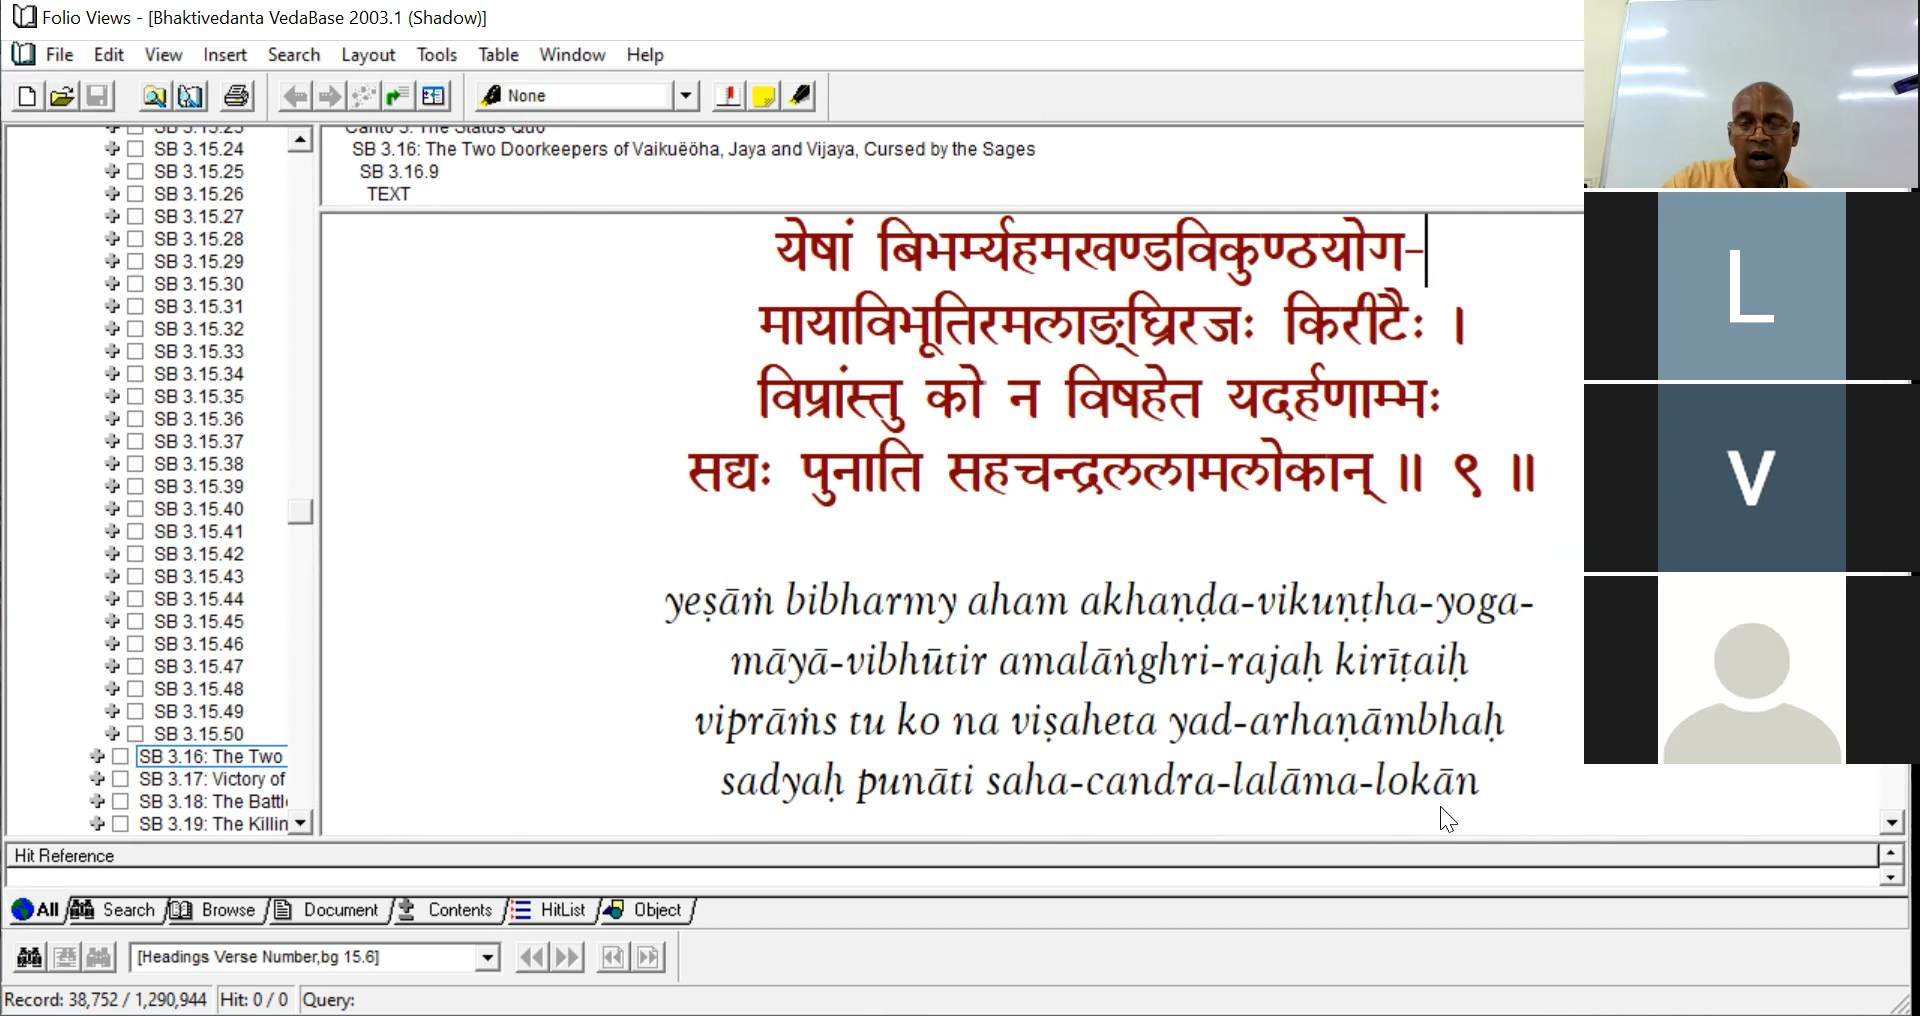 Folio Views - [Bhaktivedanta VedaBase 2003.1 (Shadow)]
File Edit View Insert Search Layout Tools Table Window Help
None
SB 3.15.23
SB 3.15.24
SB 3.15.25
SB 3.15.26
SB 3.15.27
SB 3.15.28
SB 3.15.29
SB 3.15.30
SB 3.15.31
SB 3.15.32
SB 3.15.33
SB 3.15.34
SB 3.15.35
SB 3.15.36
SB 3.15.37
SB 3.15.38
SB 3.15.39
SB 3.15.40
SB 3.15.41
SB 3.15.42
SB 3.15.43
SB 3.15.44
SB 3.15.45
SB 3.15.46
SB 3.15.47
SB 3.15.48
SB 3.15.49
SB 3.15.50
SB 3.16: The Two
SB 3.17: Victory of
SB 3.18: The Battl
SB 3.19: The Killin
Canto 3: The Status Quo
SB 3.16: The Two Doorkeepers of Vaikuëöha, Jaya and Vijaya, Cursed by the Sages
SB 3.16.9
TEXT
येषां बिभर्म्यहमखण्डविकुण्ठयोग-
मायाविभूतिरमलाङ्घ्रिरजः किरीटैः ।
विप्रांस्तु को न विषहेत यदर्हणाम्भः
सद्यः पुनाति सहचन्द्रललामलोकान् ॥ ९ ॥
yeṣāṁ bibharmy aham akhaṇḍa-vikuṇṭha-yoga-
māyā-vibhūtir amalāṅghri-rajaḥ kirīṭaiḥ
viprāṁs tu ko na viṣaheta yad-arhaṇāmbhaḥ
sadyaḥ punāti saha-candra-lalāma-lokān
L
V
Hit Reference
All Search Browse Document Contents HitList Object
[Headings Verse Number,bg 15.6]
Record: 38,752 / 1,290,944 Hit: 0 / 0 Query: